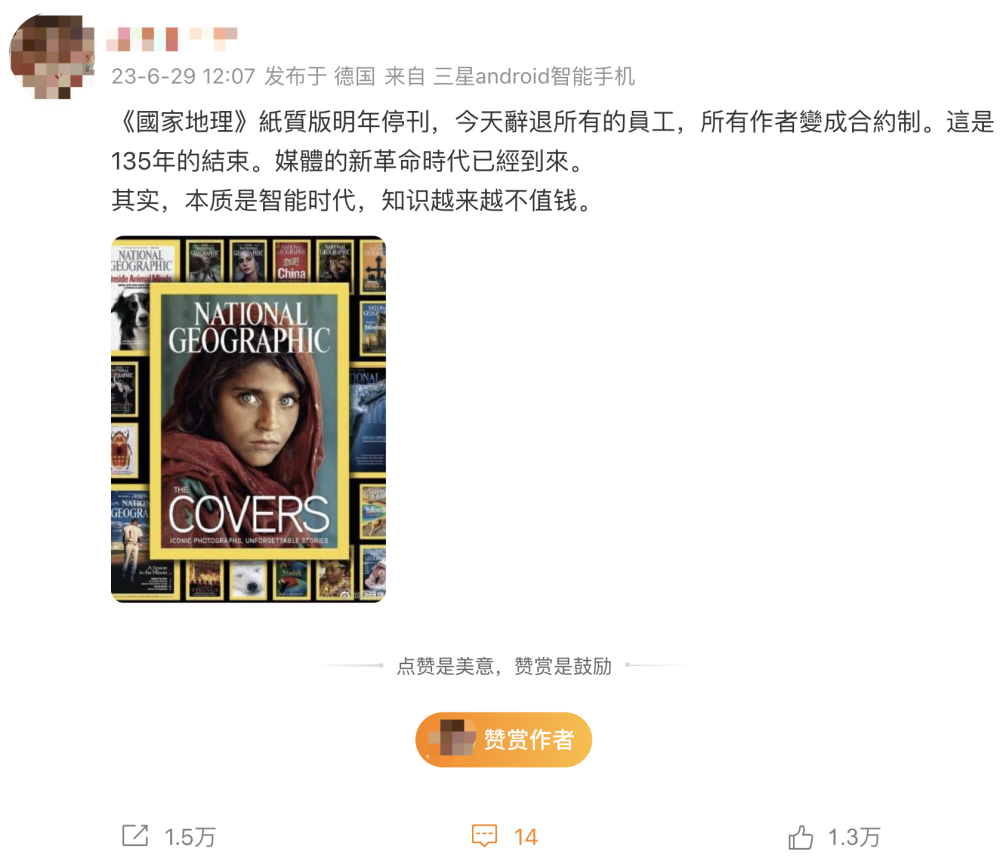 23-6-29 12:07 发布于 德国 来自 三星android智能手机
《國家地理》紙質版明年停刊，今天辭退所有的員工，所有作者變成合約制。這是
135年的結束。媒體的新革命時代已經到來。
其实，本质是智能时代，知识越来越不值钱。
NATIONAL
GEOGRAPHIC
Inside Animal Minds
China
NATIONAL
GEOGRAPHIC
THE
COVERS
ICONIC PHOTOGRAPHS, UNFORGETTABLE STORIES
点赞是美意，赞赏是鼓励
赞赏作者
1.5万
14
1.3万